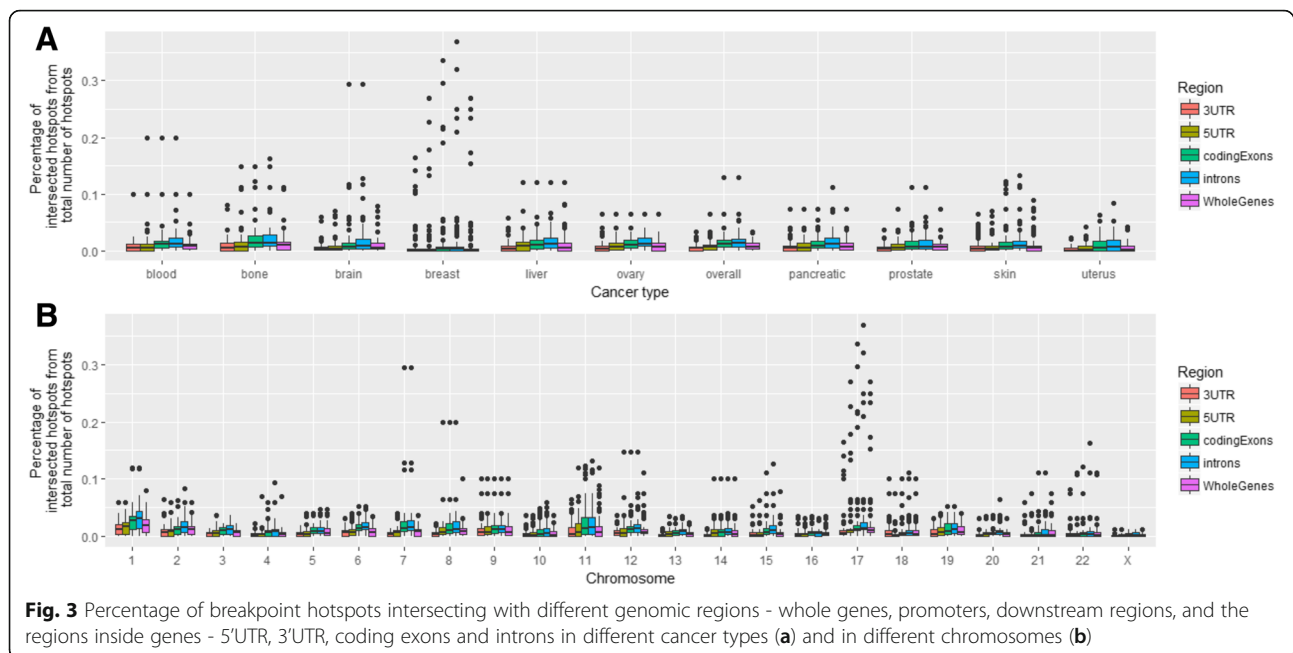 A
Percentage of
intersected hotspots from
total number of hotspots
0.3
0.2
0.1
0.0
blood bone brain breast liver ovary overall pancreatic prostate skin uterus
Cancer type
Region
3UTR
5UTR
codingExons
introns
WholeGenes
B
Percentage of
intersected hotspots from
total number of hotspots
0.3
0.2
0.1
0.0
1 2 3 4 5 6 7 8 9 10 11 12 13 14 15 16 17 18 19 20 21 22 X
Chromosome
Region
3UTR
5UTR
codingExons
introns
WholeGenes
Fig. 3 Percentage of breakpoint hotspots intersecting with different genomic regions - whole genes, promoters, downstream regions, and the
regions inside genes - 5'UTR, 3'UTR, coding exons and introns in different cancer types (a) and in different chromosomes (b)